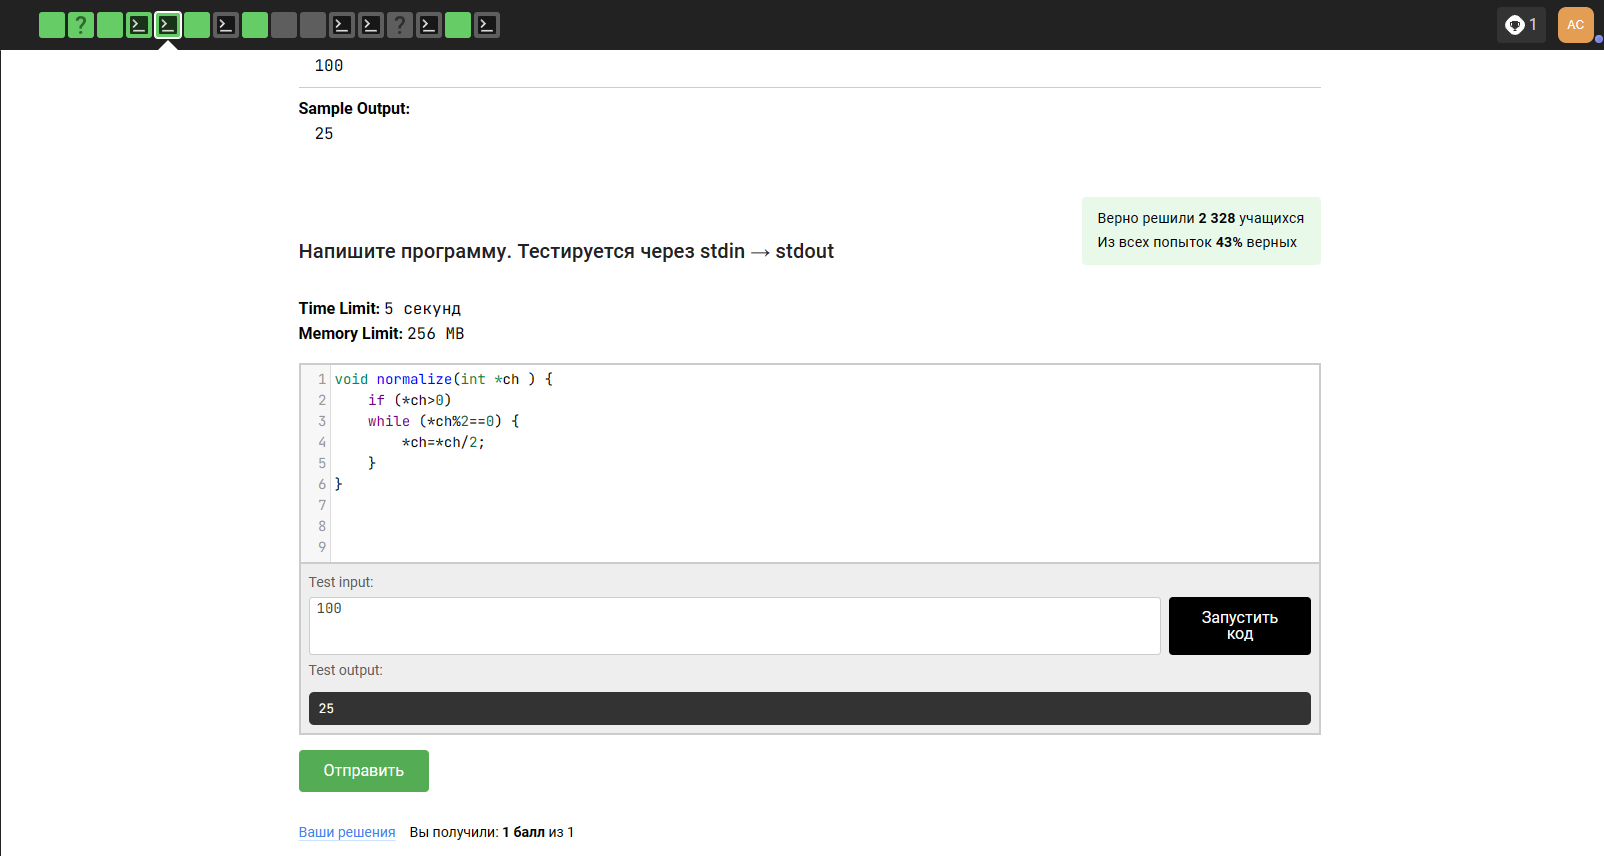 ? >_ >_ >_ >_ >_ ? >_ >_ 1 AC
100
Sample Output:
25
Верно решили 2 328 учащихся
Из всех попыток 43% верных
Напишите программу. Тестируется через stdin → stdout
Time Limit: 5 секунд
Memory Limit: 256 MB
1 void normalize(int *ch ) {
2     if (*ch>0)
3     while (*ch%2==0) {
4         *ch=*ch/2;
5     }
6 }
7
8
9
Test input:
100
Запустить
код
Test output:
25
Отправить
Ваши решения Вы получили: 1 балл из 1